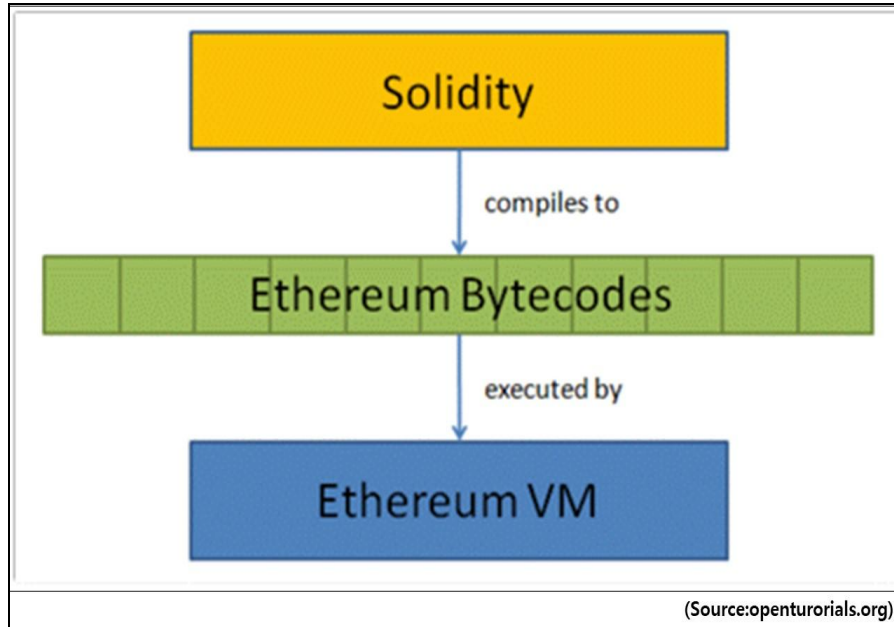 Solidity
compiles to
Ethereum Bytecodes
executed by
Ethereum VM
(Source:openturorials.org)